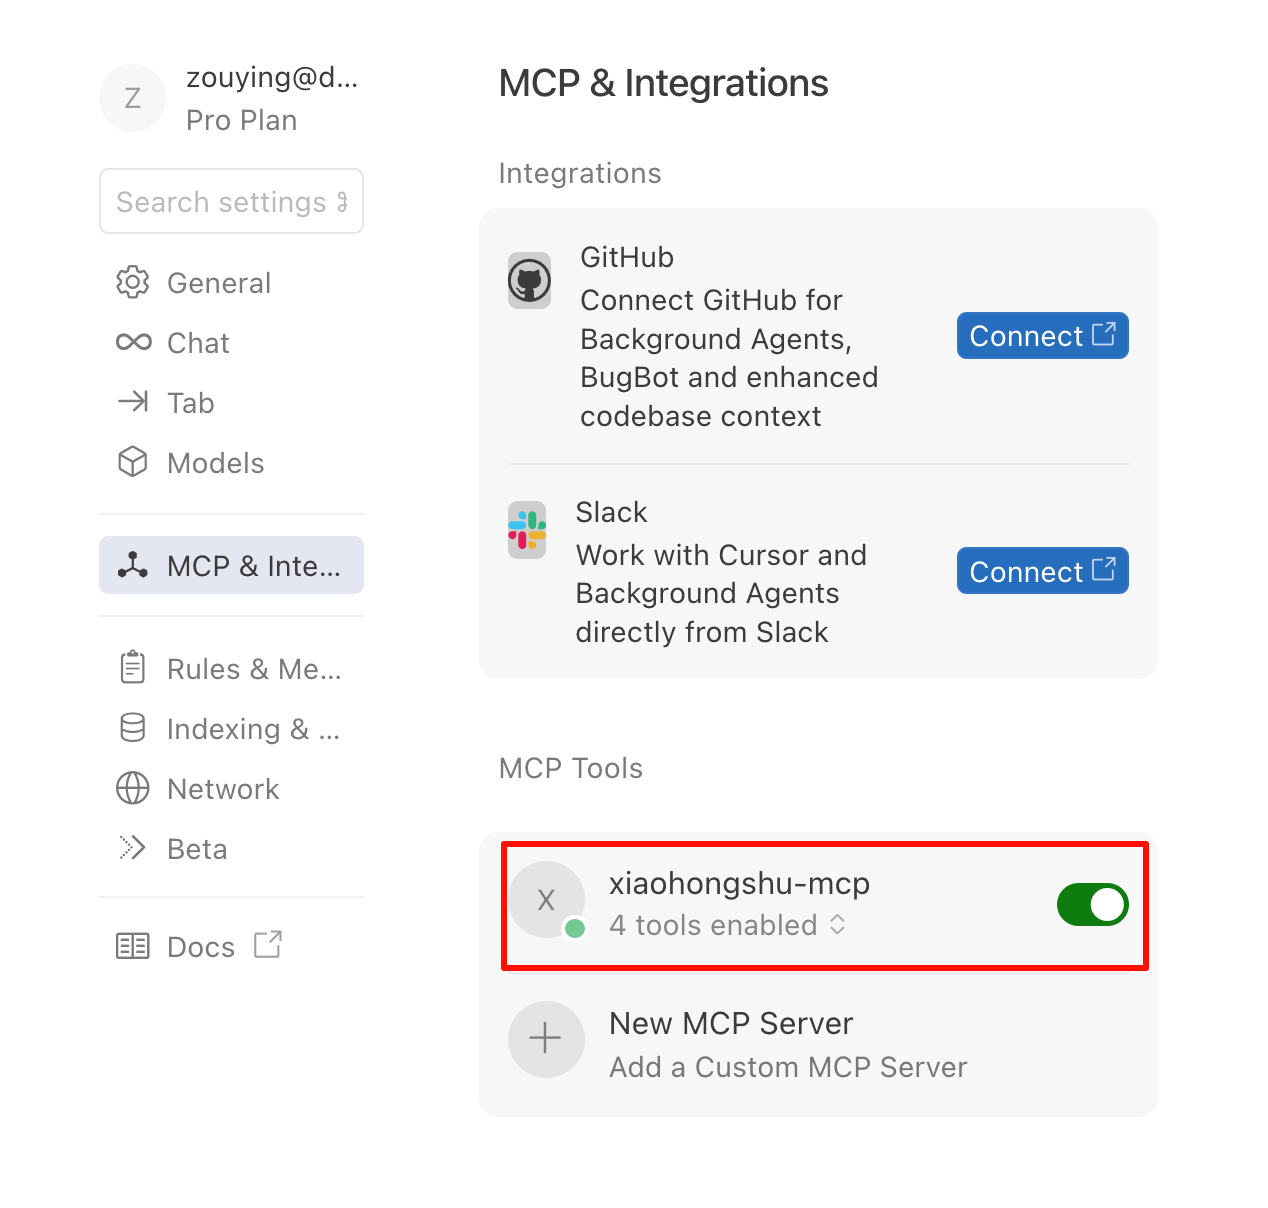 Z
zouying@d...
Pro Plan
Search settings ⌘
General
Chat
Tab
Models
MCP & Inte...
Rules & Me...
Indexing & ...
Network
Beta
Docs
MCP & Integrations
Integrations
GitHub
Connect GitHub for
Background Agents,
BugBot and enhanced
codebase context
Connect
Slack
Work with Cursor and
Background Agents
directly from Slack
Connect
MCP Tools
X
xiaohongshu-mcp
4 tools enabled
New MCP Server
Add a Custom MCP Server